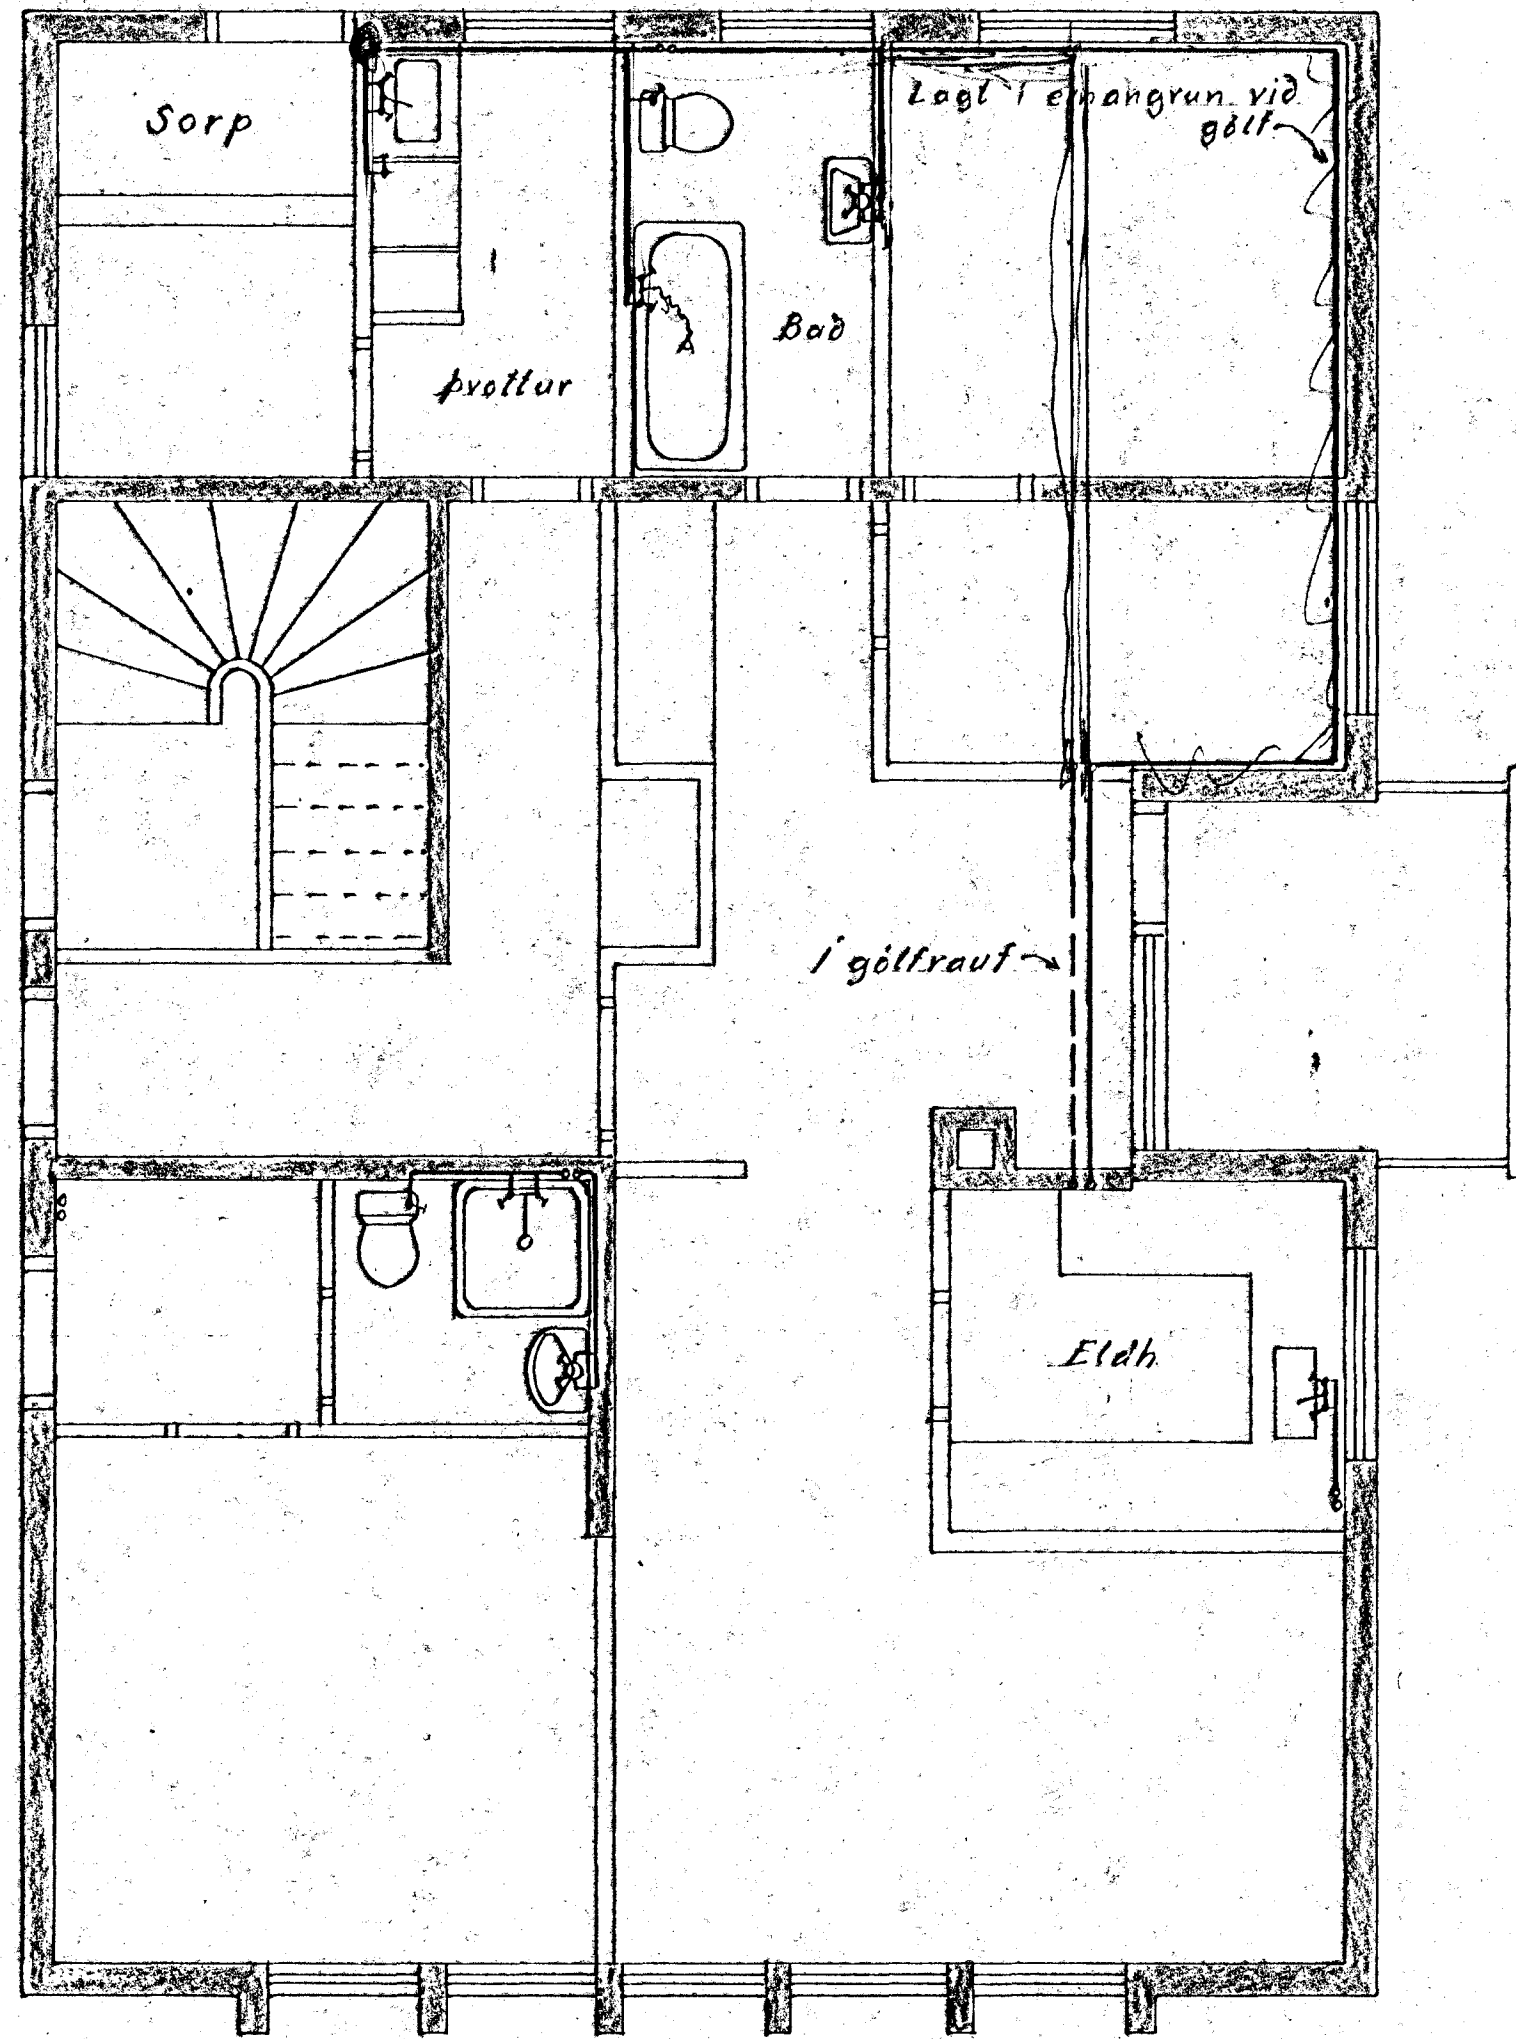 Sorp
Lagt í einangrun við
gólf
Bað
þvottur
Í gólfrauf
Eldh.